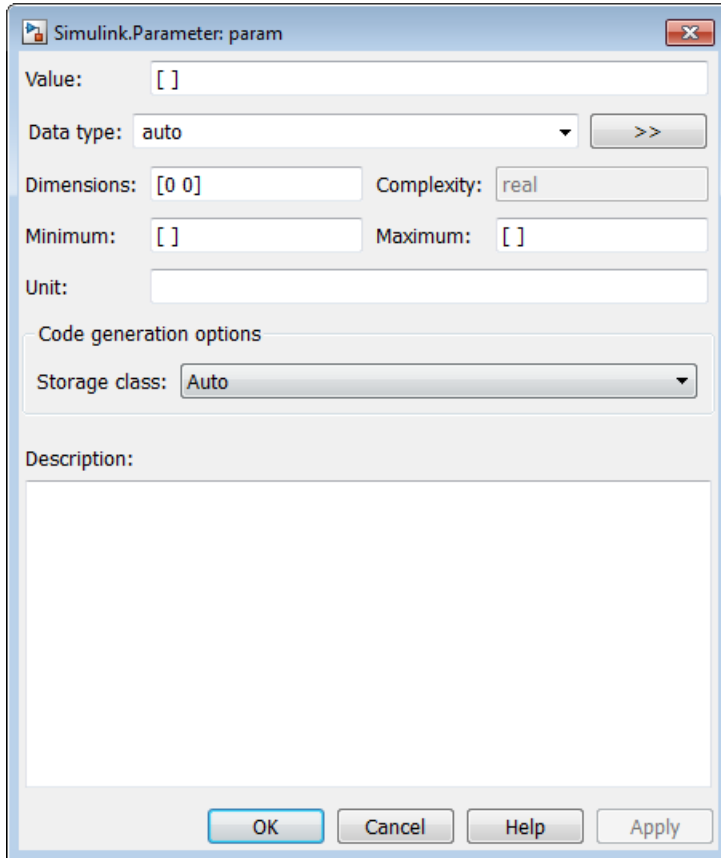 Simulink.Parameter: param
Value: [ ]
Data type: auto >>
Dimensions: [0 0] Complexity: real
Minimum: [ ] Maximum: [ ]
Unit:
Code generation options
Storage class: Auto
Description:
OK Cancel Help Apply